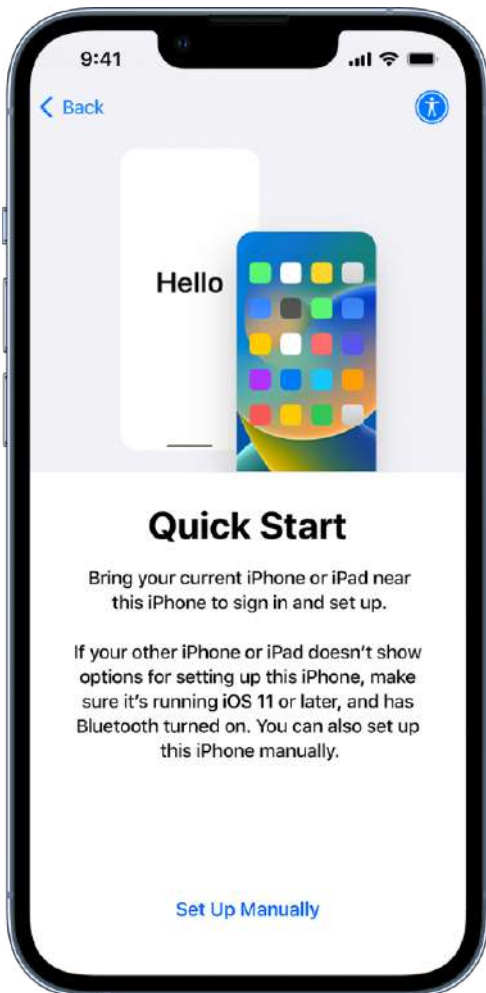 9:41
Back
Hello
Quick Start
Bring your current iPhone or iPad near
this iPhone to sign in and set up.
If your other iPhone or iPad doesn't show
options for setting up this iPhone, make
sure it's running iOS 11 or later, and has
Bluetooth turned on. You can also set up
this iPhone manually.
Set Up Manually